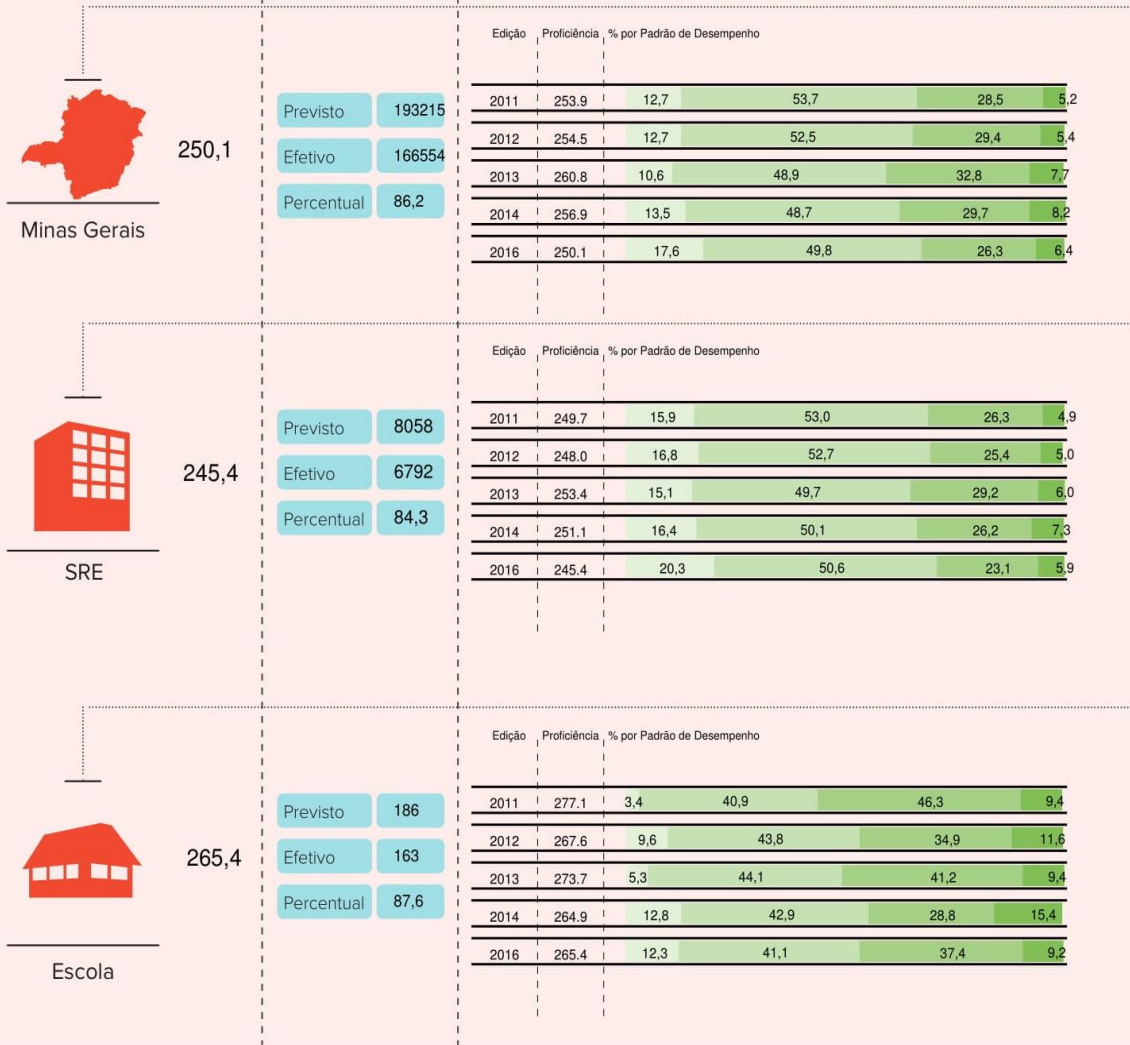 Edição Proficiência % por Padrão de Desempenho
2011 253.9 12,7 53,7 28,5 5,2
Previsto 193215
2012 254.5 12,7 52,5 29,4 5,4
250,1
Efetivo 166554
2013 260.8 10,6 48,9 32,8 7,7
Percentual 86,2
2014 256.9 13,5 48,7 29,7 8,2
Minas Gerais
2016 250.1 17,6 49,8 26,3 6,4
Edição Proficiência % por Padrão de Desempenho
2011 249.7 15,9 53,0 26,3 4,9
Previsto 8058
2012 248.0 16,8 52,7 25,4 5,0
245,4
Efetivo 6792
2013 253.4 15,1 49,7 29,2 6,0
Percentual 84,3
2014 251.1 16,4 50,1 26,2 7,3
SRE
2016 245.4 20,3 50,6 23,1 5,9
Edição Proficiência % por Padrão de Desempenho
2011 277.1 3,4 40,9 46,3 9,4
Previsto 186
2012 267.6 9,6 43,8 34,9 11,6
265,4
Efetivo 163
2013 273.7 5,3 44,1 41,2 9,4
Percentual 87,6
2014 264.9 12,8 42,9 28,8 15,4
2016 265.4 12,3 41,1 37,4 9,2
Escola